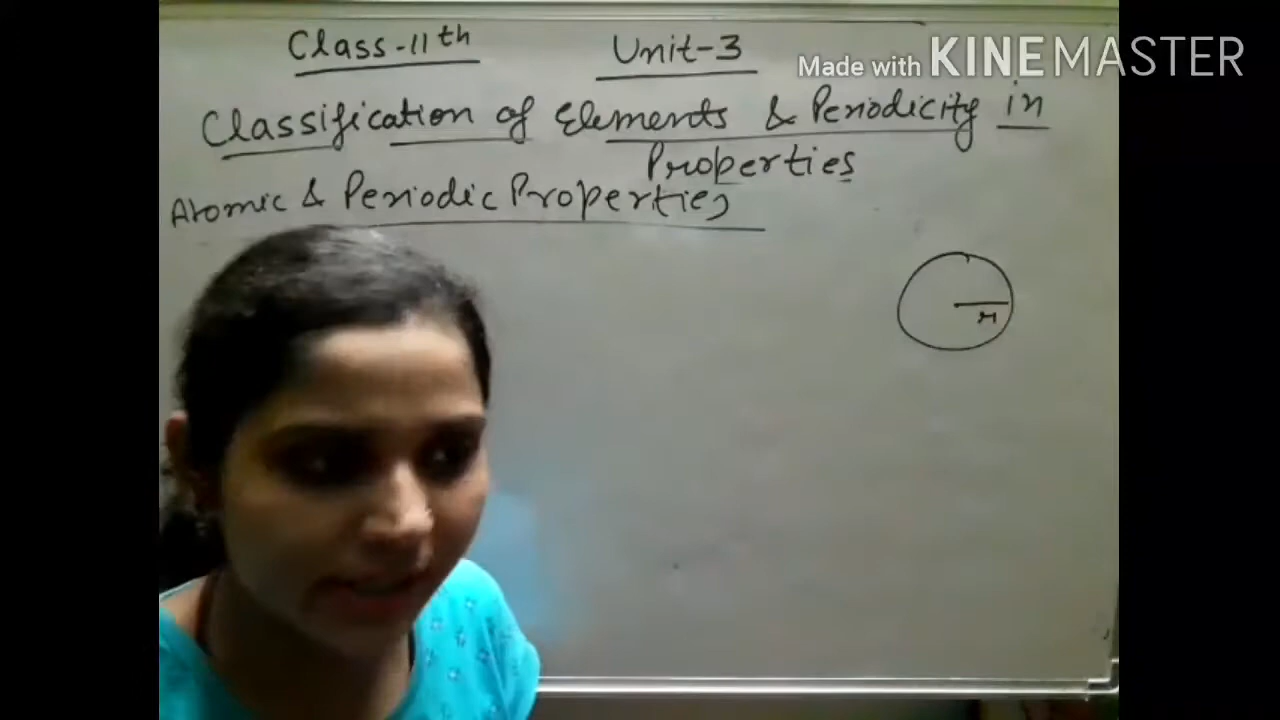 Class-11th Unit-3
Made with KINEMASTER
Classification of Elements & Periodicity in
Properties
Atomic & Periodic Properties
r